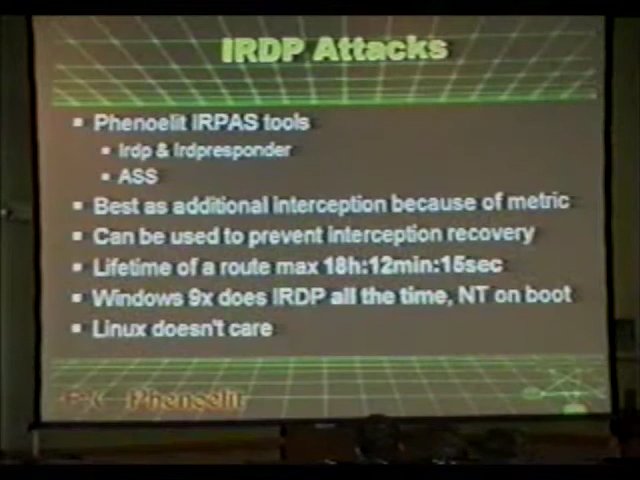 IRDP Attacks
Phenoelit IRPAS tools
Irdp & Irdpresponder
ASS
Best as additional interception because of metric
Can be used to prevent interception recovery
Lifetime of a route max 18h:12min:15sec
Windows 9x does IRDP all the time, NT on boot
Linux doesn't care
Phenoelit